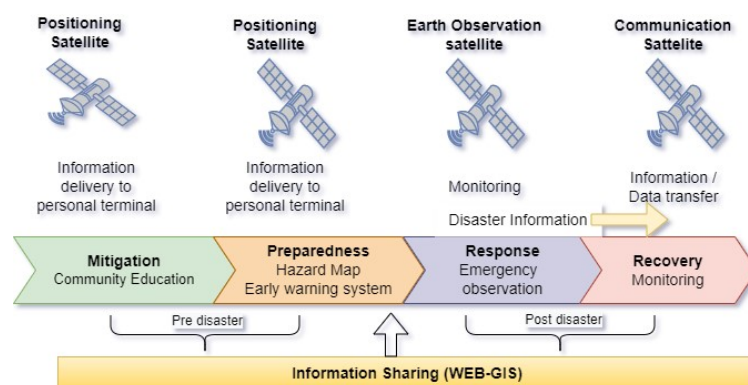 Positioning
Satellite
Positioning
Satellite
Earth Observation
satellite
Communication
Sattelite
Information
delivery to
personal terminal
Information
delivery to
personal terminal
Monitoring
Information /
Data transfer
Disaster Information
Mitigation
Community Education
Preparedness
Hazard Map
Early warning system
Response
Emergency
observation
Recovery
Monitoring
Pre disaster
Post disaster
Information Sharing (WEB-GIS)